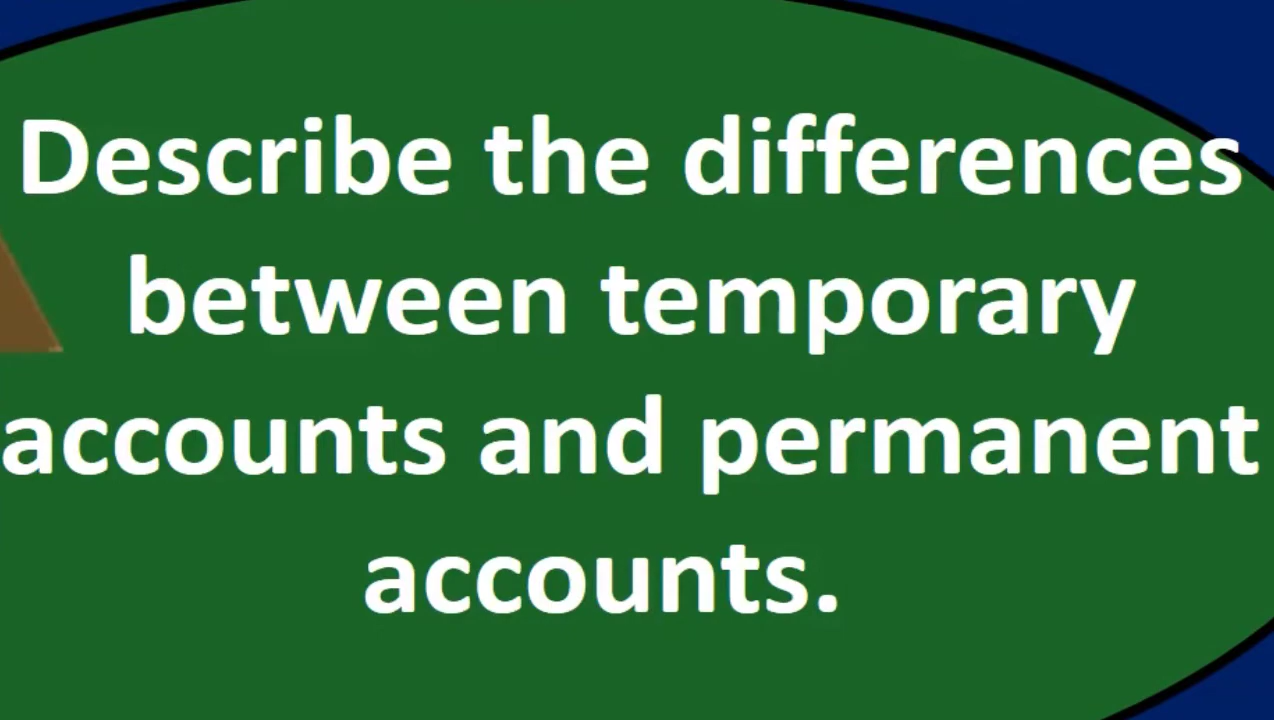 Describe the differences
between temporary
accounts and permanent
accounts.